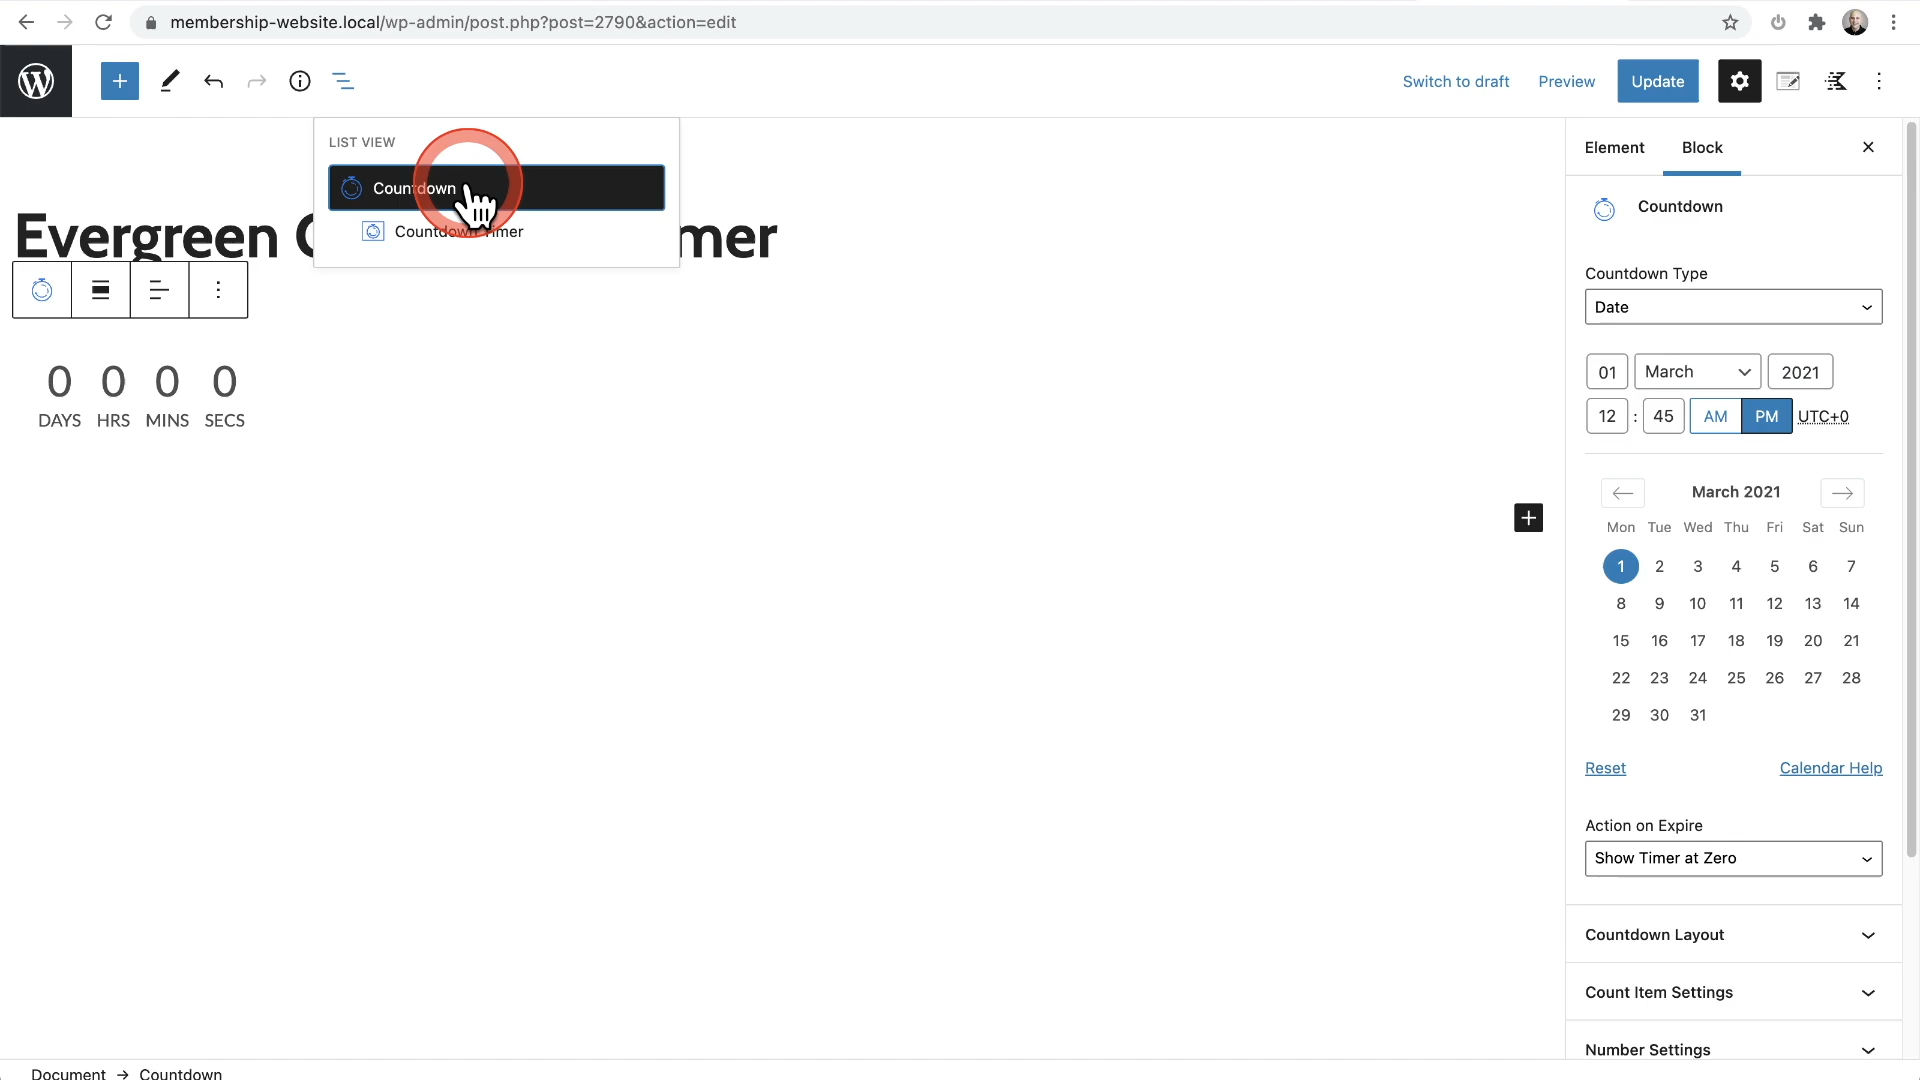 membership-website.local/wp-admin/post.php?post=2790&action=edit
Switch to draft
Preview
Update
LIST VIEW
Countdown
Countdown Timer
Evergreen C mer
0 0 0 0
DAYS HRS MINS SECS
Element
Block
Countdown
Countdown Type
Date
01 March 2021
12 : 45 AM PM UTC+0
March 2021
Mon Tue Wed Thu Fri Sat Sun
1 2 3 4 5 6 7
8 9 10 11 12 13 14
15 16 17 18 19 20 21
22 23 24 25 26 27 28
29 30 31
Reset
Calendar Help
Action on Expire
Show Timer at Zero
Countdown Layout
Count Item Settings
Number Settings
Document → Countdown